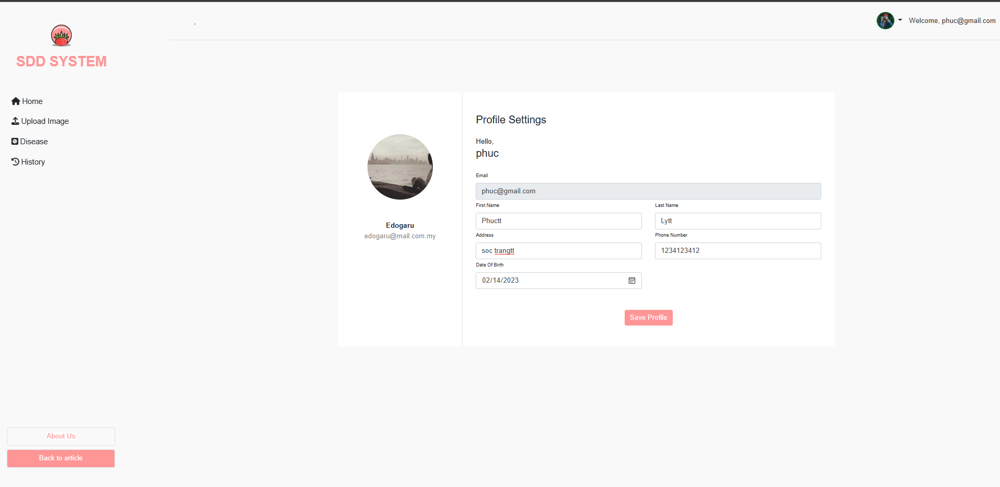 Welcome, phuc@gmail.com
SDD SYSTEM
Home
Upload Image
Disease
History
About Us
Back to article
Edogaru
edogaru@mail.com.my
Profile Settings
Hello,
phuc
Email
phuc@gmail.com
First Name Last Name
Phuctt Lytt
Address Phone Number
soc trangtt 1234123412
Date Of Birth
02/14/2023
Save Profile